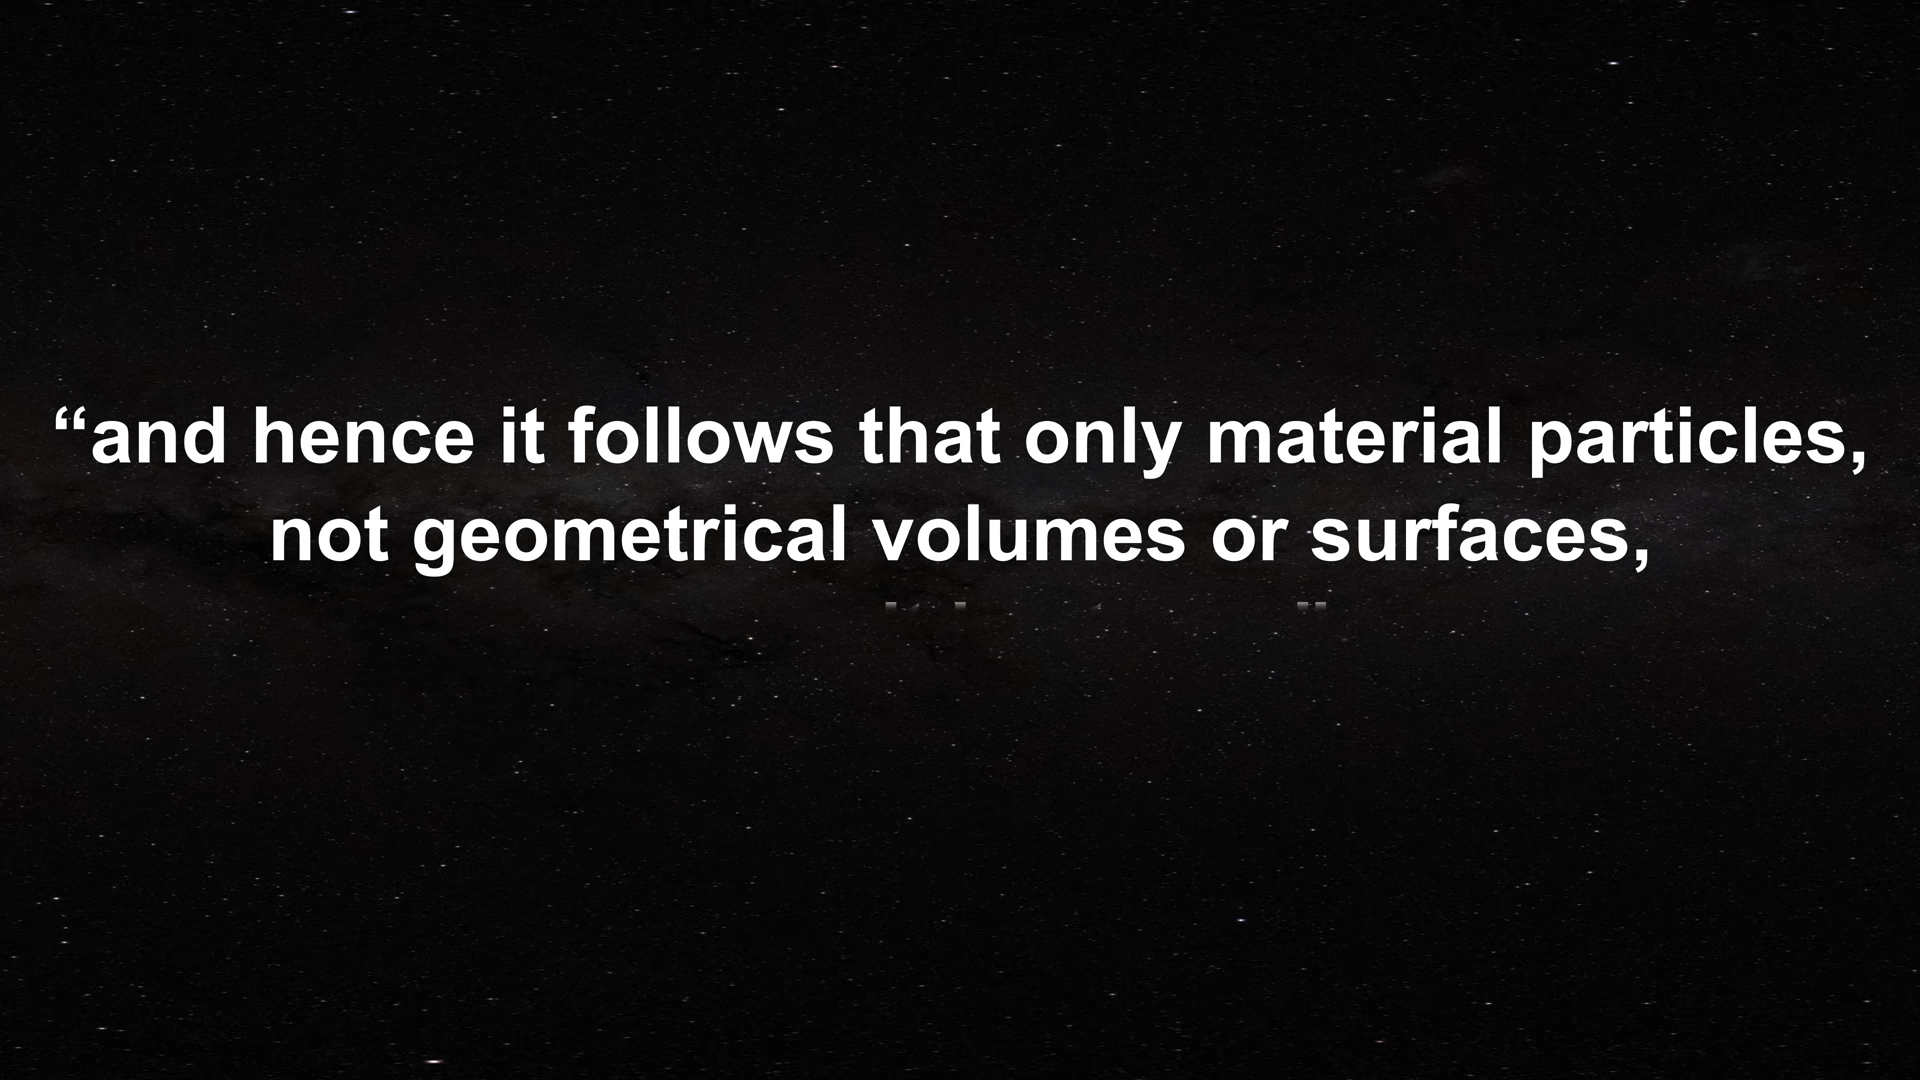 “and hence it follows that only material particles,
not geometrical volumes or surfaces,